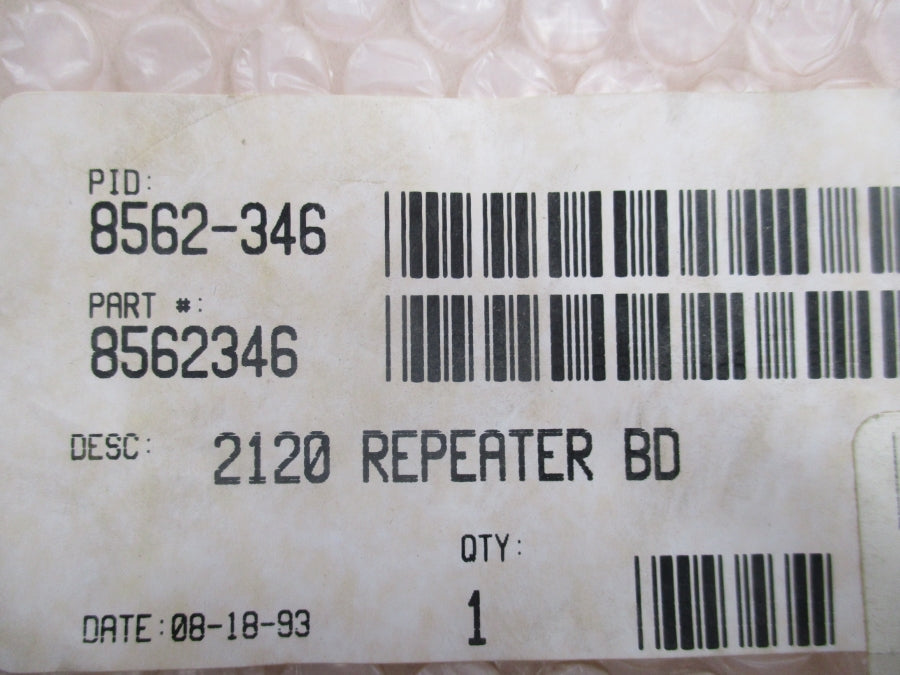 PID:
8562-346
PART #:
8562346
DESC: 2120 REPEATER BD
QTY:
1
DATE:08-18-93